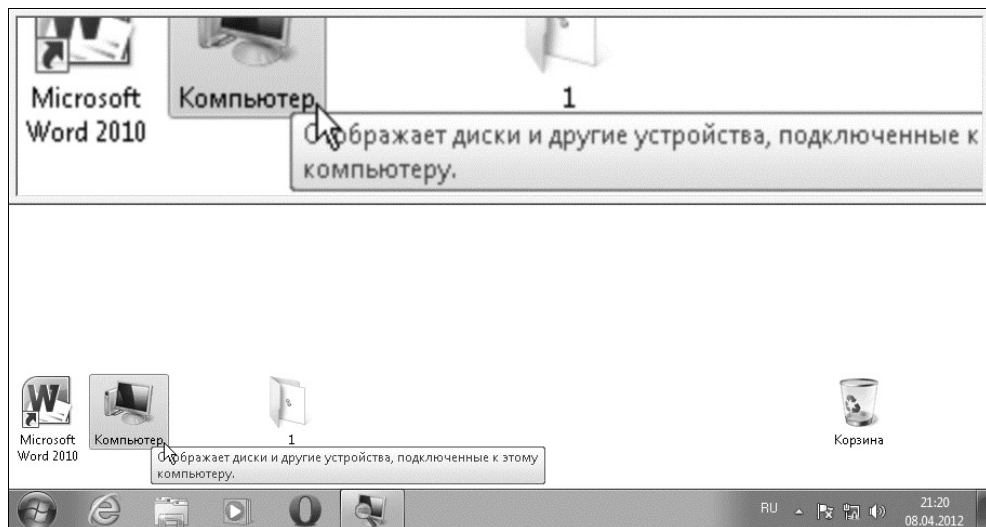 Microsoft
Word 2010
Компьютер
1
Отображает диски и другие устройства, подключенные к
компьютеру.
Microsoft
Word 2010
Компьютер
1
Корзина
Отображает диски и другие устройства, подключенные к этому
компьютеру.
RU
21:20
08.04.2012